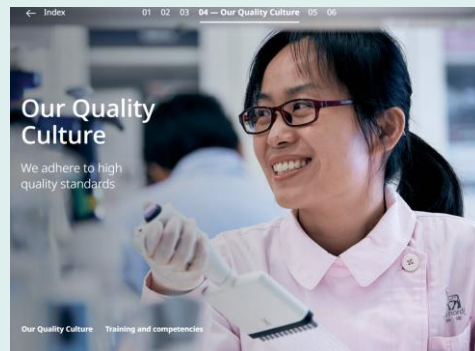 ← Index
01 02 03 04 — Our Quality Culture 05 06
Our Quality
Culture
We adhere to high
quality standards
Our Quality Culture Training and competencies